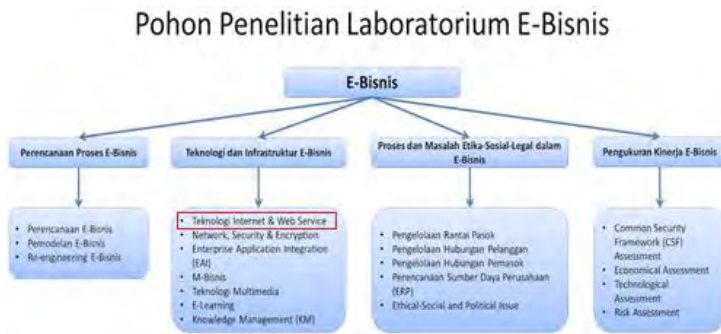 Pohon Penelitian Laboratorium E-Bisnis
E-Bisnis
Perencanaan Proses E-Bisnis
Teknologi dan Infrastruktur E-Bisnis
Proses dan Masalah Etika-Sosial-Legal dalam
E-Bisnis
Pengukuran Kinerja E-Bisnis
• Perencanaan E-Bisnis
• Pemodelan E-Bisnis
• Re-engineering E-Bisnis
• Teknologi Internet & Web Service
• Network, Security & Encryption
• Enterprise Application Integration
(EAI)
• M-Bisnis
• Teknologi Multimedia
• E-Learning
• Knowledge Management (KM)
• Pengelolaan Rantai Pasok
• Pengelolaan Hubungan Pelanggan
• Pengelolaan Hubungan Pemasok
• Perencanaan Sumber Daya Perusahaan
(ERP)
• Ethical-Social and Political Issue
• Common Security
Framework (CSF)
Assessment
• Economical Assessment
• Technological
Assessment
• Risk Assessment